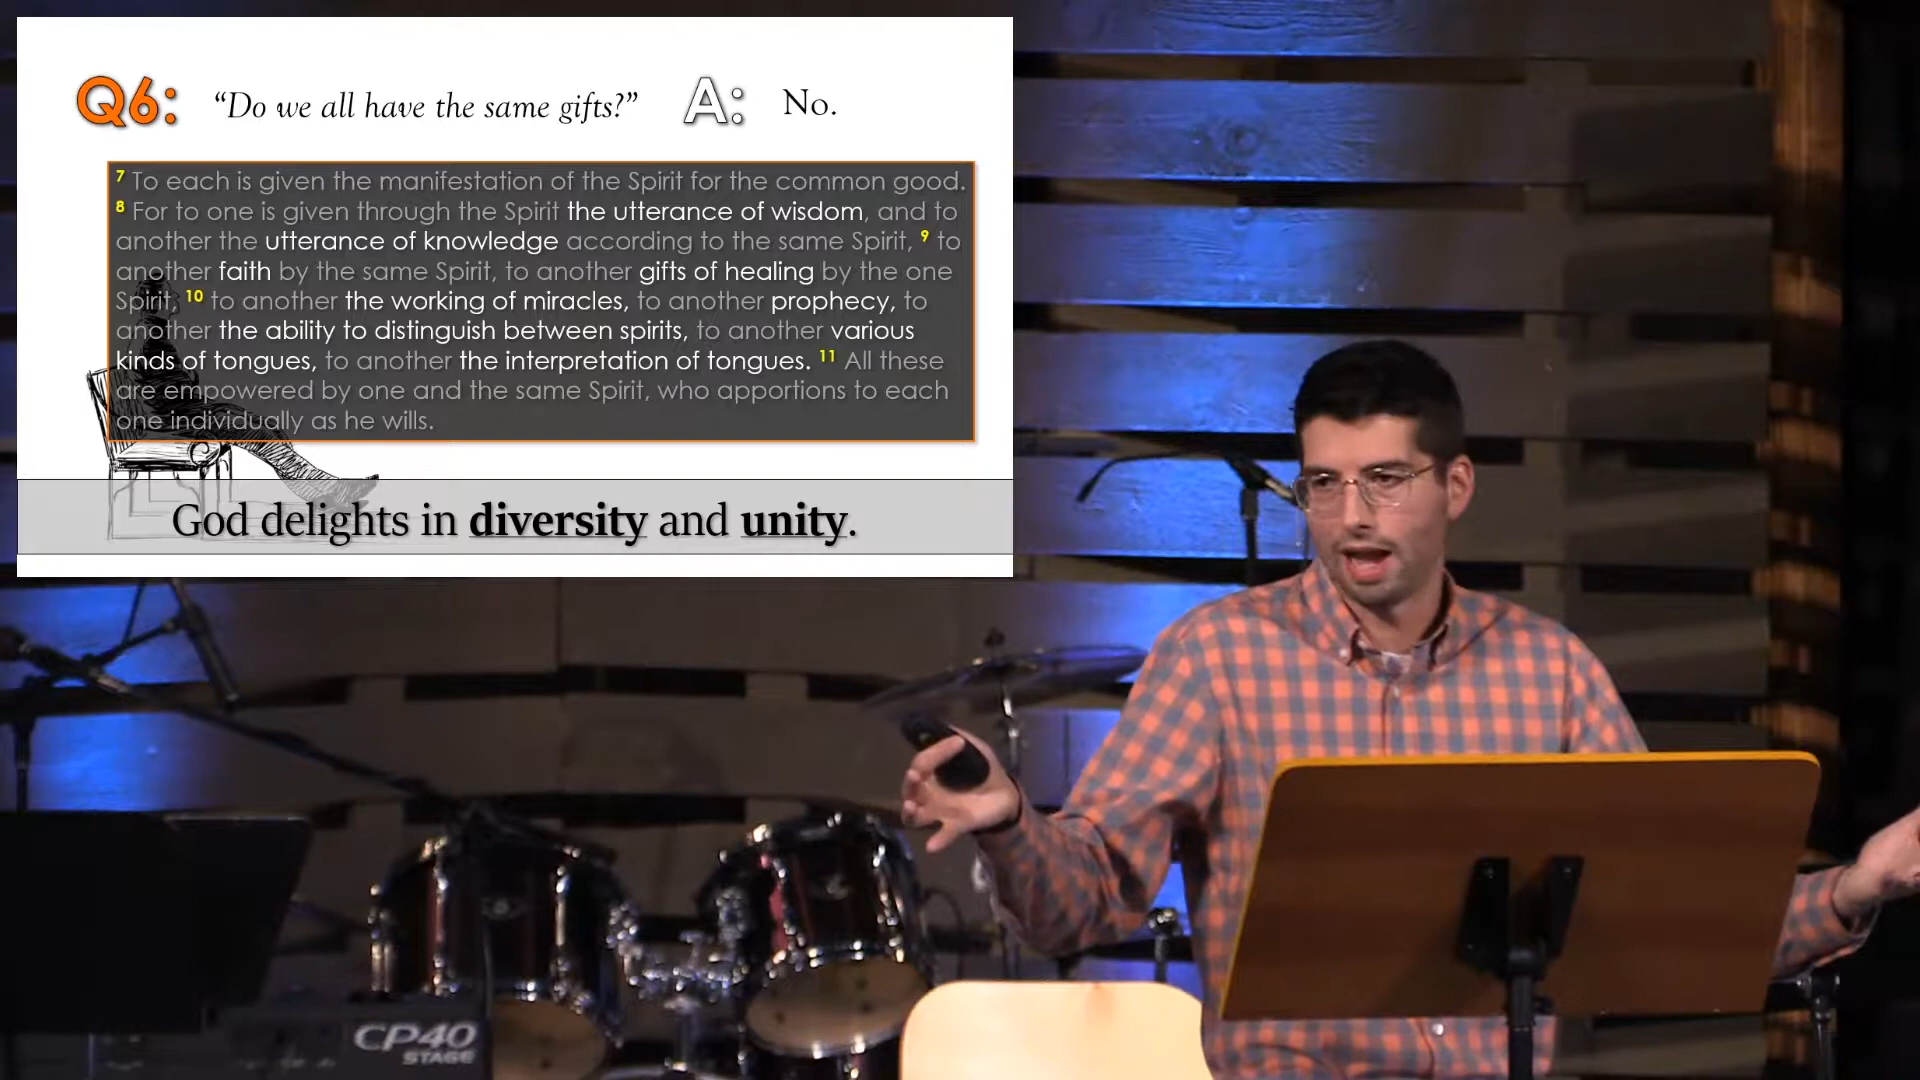 Q6: “Do we all have the same gifts?” A: No.
7 To each is given the manifestation of the Spirit for the common good.
8 For to one is given through the Spirit the utterance of wisdom, and to
another the utterance of knowledge according to the same Spirit, 9 to
another faith by the same Spirit, to another gifts of healing by the one
Spirit, 10 to another the working of miracles, to another prophecy, to
another the ability to distinguish between spirits, to another various
kinds of tongues, to another the interpretation of tongues. 11 All these
are empowered by one and the same Spirit, who apportions to each
one individually as he wills.
God delights in diversity and unity.
CP40
STAGE